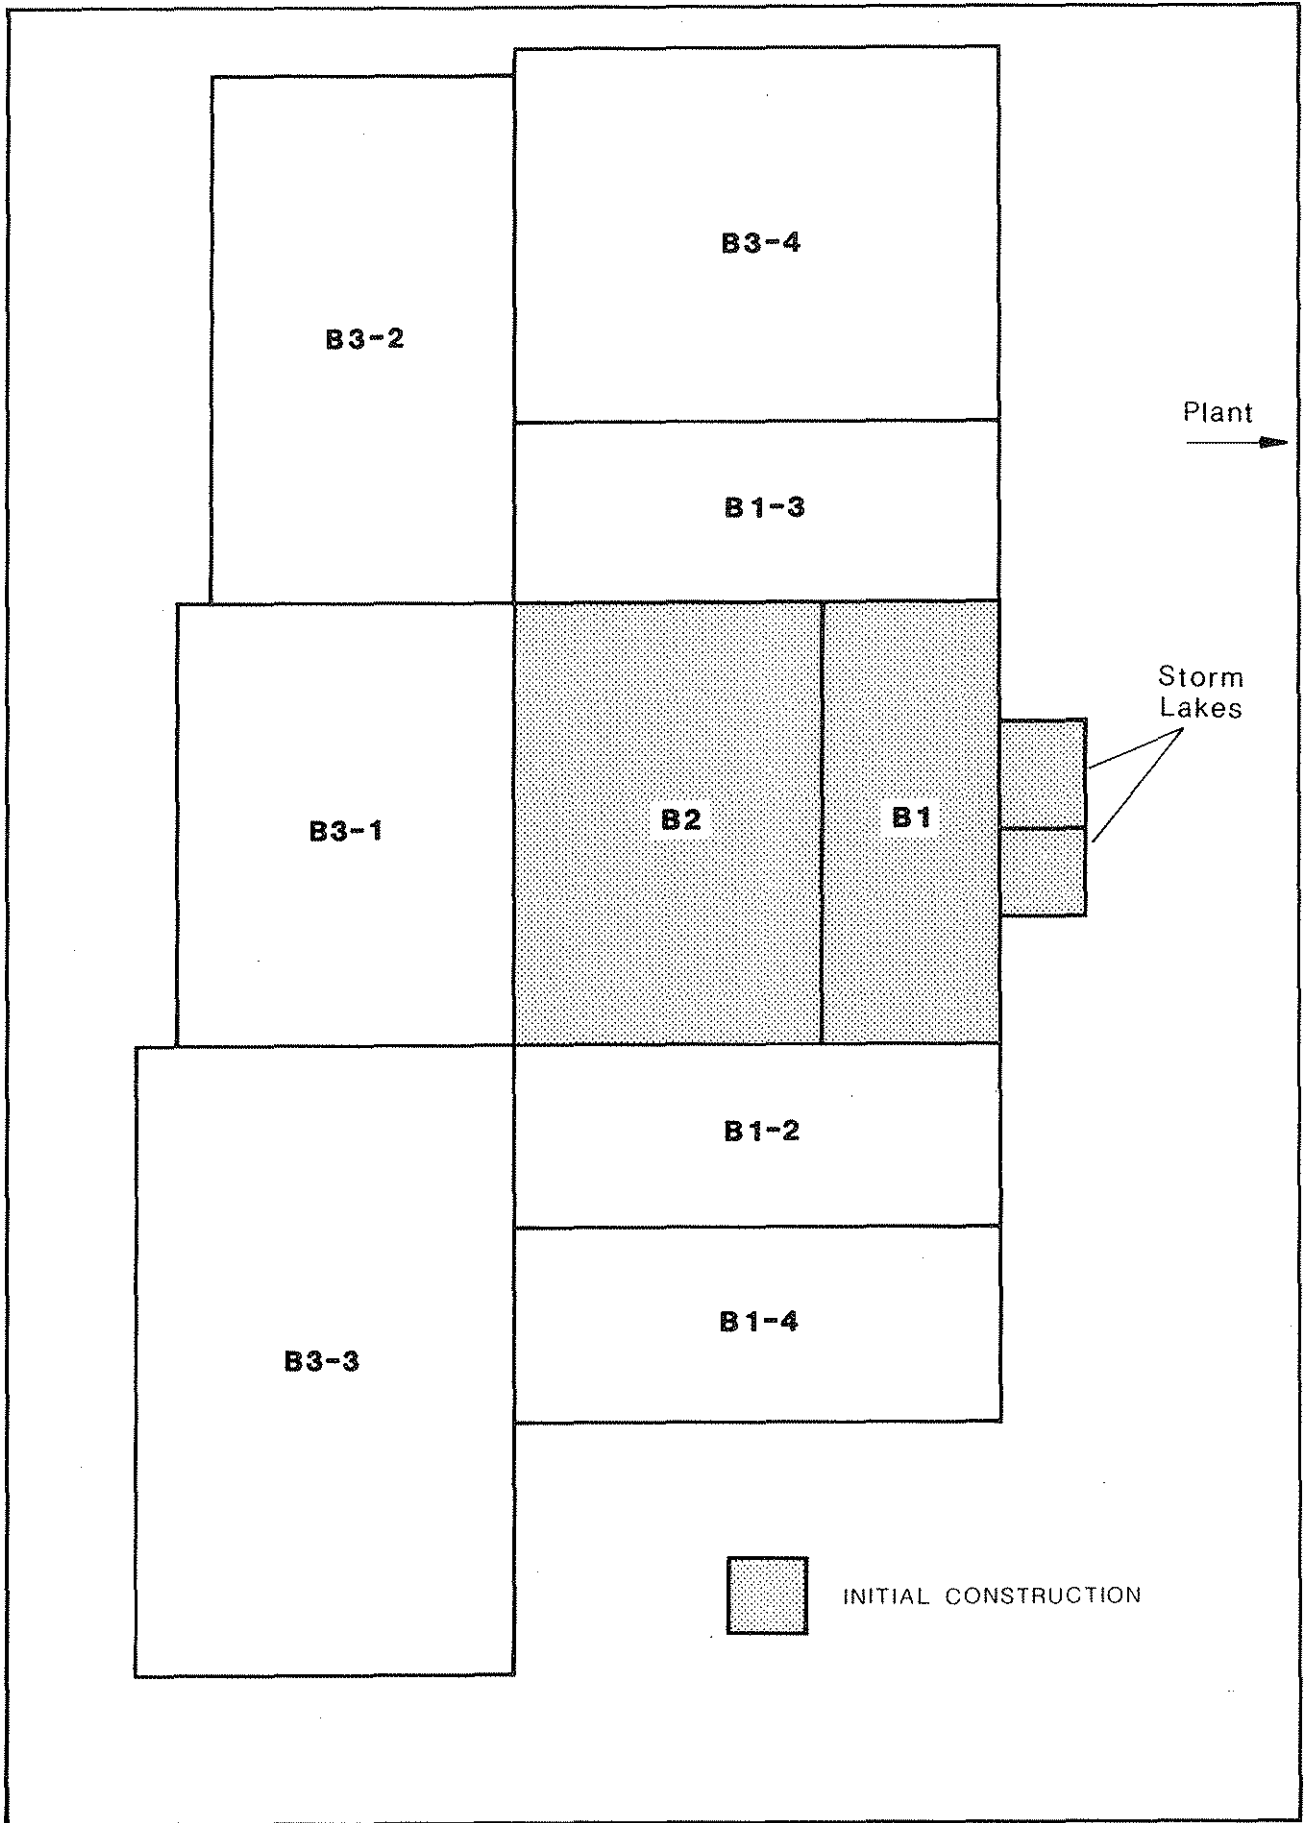 B3-4
B3-2
Plant
B1-3
Storm
Lakes
B3-1
B2
B1
B1-2
B1-4
B3-3
INITIAL CONSTRUCTION